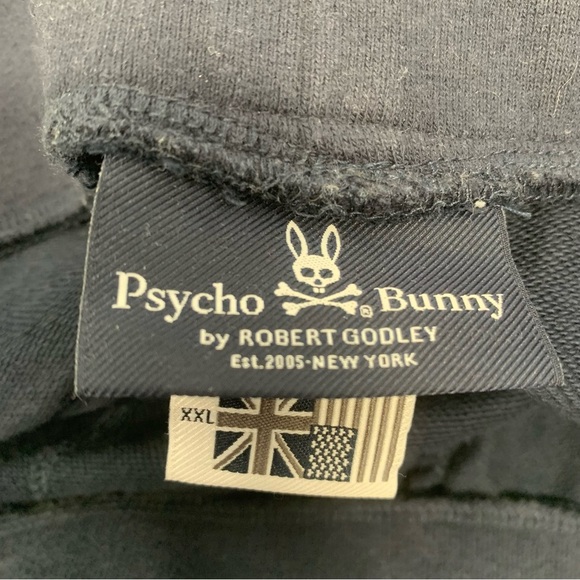 Psycho ® Bunny
by ROBERT GODLEY
Est.2005-NEW YORK
XXL